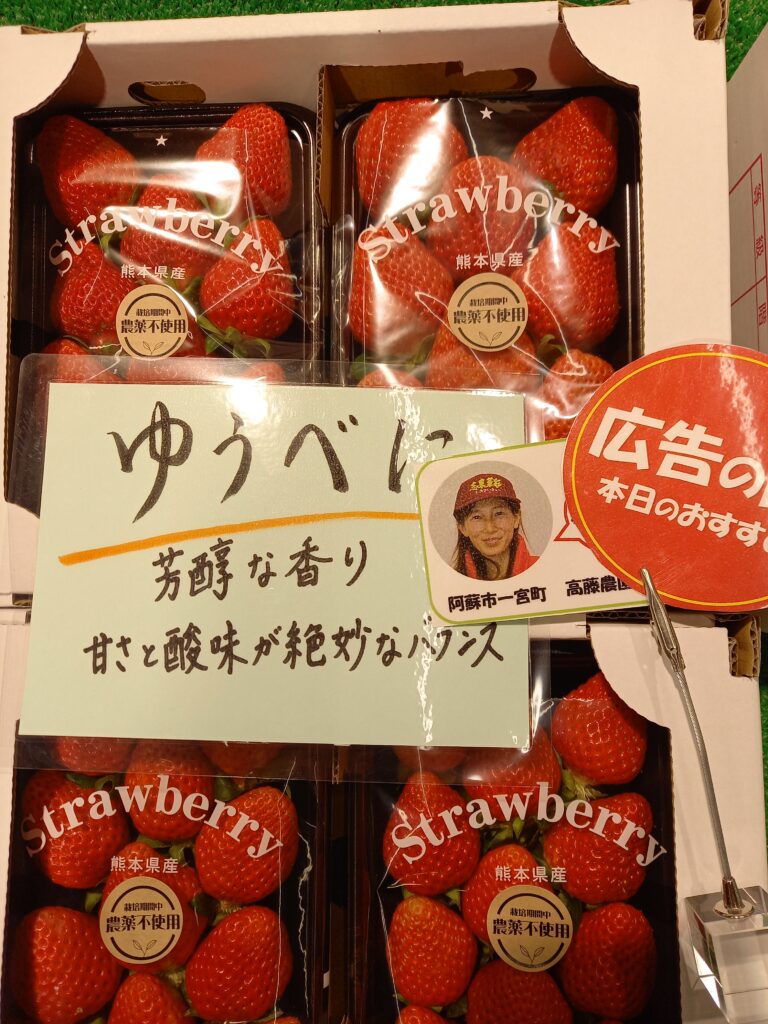 Strawberry
熊本県産
栽培期間中
農薬不使用
Strawberry
熊本県産
栽培期間中
農薬不使用
ゆうべに
芳醇な香り
甘さと酸味が絶妙なバランス
阿蘇市一宮町 高藤農
広告の
本日のおすす
Strawberry
熊本県産
栽培期間中
農薬不使用
Strawberry
熊本県産
栽培期間中
農薬不使用